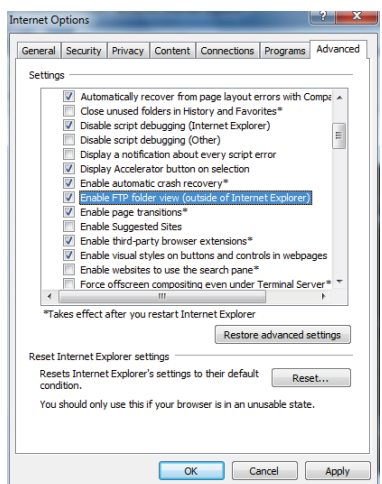 Internet Options
General Security Privacy Content Connections Programs Advanced
Settings
Automatically recover from page layout errors with Compa
Close unused folders in History and Favorites*
Disable script debugging (Internet Explorer)
Disable script debugging (Other)
Display a notification about every script error
Display Accelerator button on selection
Enable automatic crash recovery*
Enable FTP folder view (outside of Internet Explorer)
Enable page transitions*
Enable Suggested Sites
Enable third-party browser extensions*
Enable visual styles on buttons and controls in webpages
Enable websites to use the search pane*
Force offscreen compositing even under Terminal Server*
*Takes effect after you restart Internet Explorer
Restore advanced settings
Reset Internet Explorer settings
Resets Internet Explorer's settings to their default
condition.
Reset...
You should only use this if your browser is in an unusable state.
OK Cancel Apply